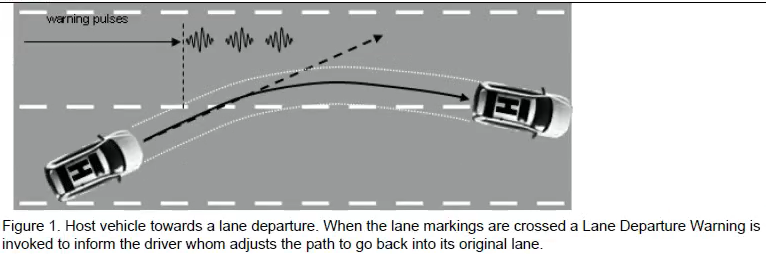 warning pulses
H
H
Figure 1. Host vehicle towards a lane departure. When the lane markings are crossed a Lane Departure Warning is
invoked to inform the driver whom adjusts the path to go back into its original lane.